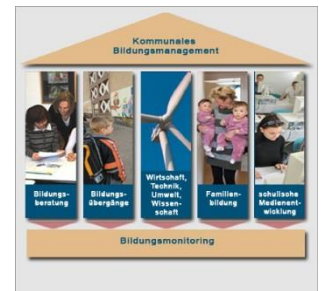 Kommunales
Bildungsmanagement
Bildungs-
beratung
Bildungs-
übergänge
Wirtschaft,
Technik,
Umwelt,
Wissen-
schaft
Familien-
bildung
schulische
Medienent-
wicklung
Bildungsmonitoring